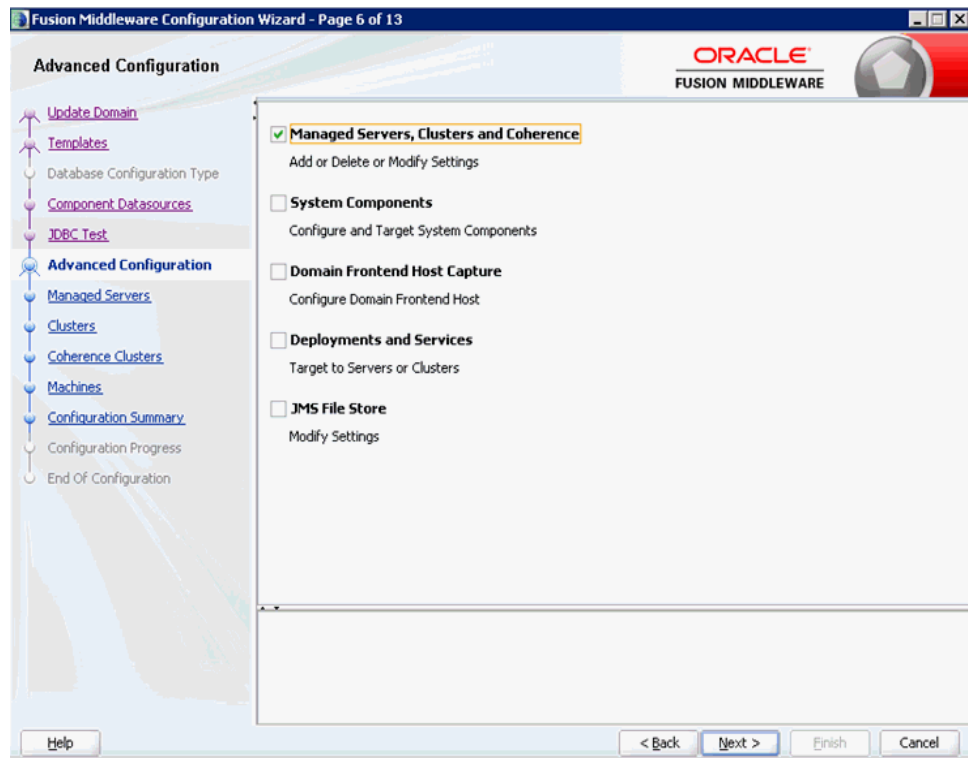 Fusion Middleware Configuration Wizard - Page 6 of 13
Advanced Configuration
ORACLE
FUSION MIDDLEWARE
Update Domain
Templates
Database Configuration Type
Component Datasources
JDBC Test
Advanced Configuration
Managed Servers
Clusters
Coherence Clusters
Machines
Configuration Summary
Configuration Progress
End Of Configuration
Managed Servers, Clusters and Coherence
Add or Delete or Modify Settings
System Components
Configure and Target System Components
Domain Frontend Host Capture
Configure Domain Frontend Host
Deployments and Services
Target to Servers or Clusters
JMS File Store
Modify Settings
Help
< Back
Next >
Finish
Cancel